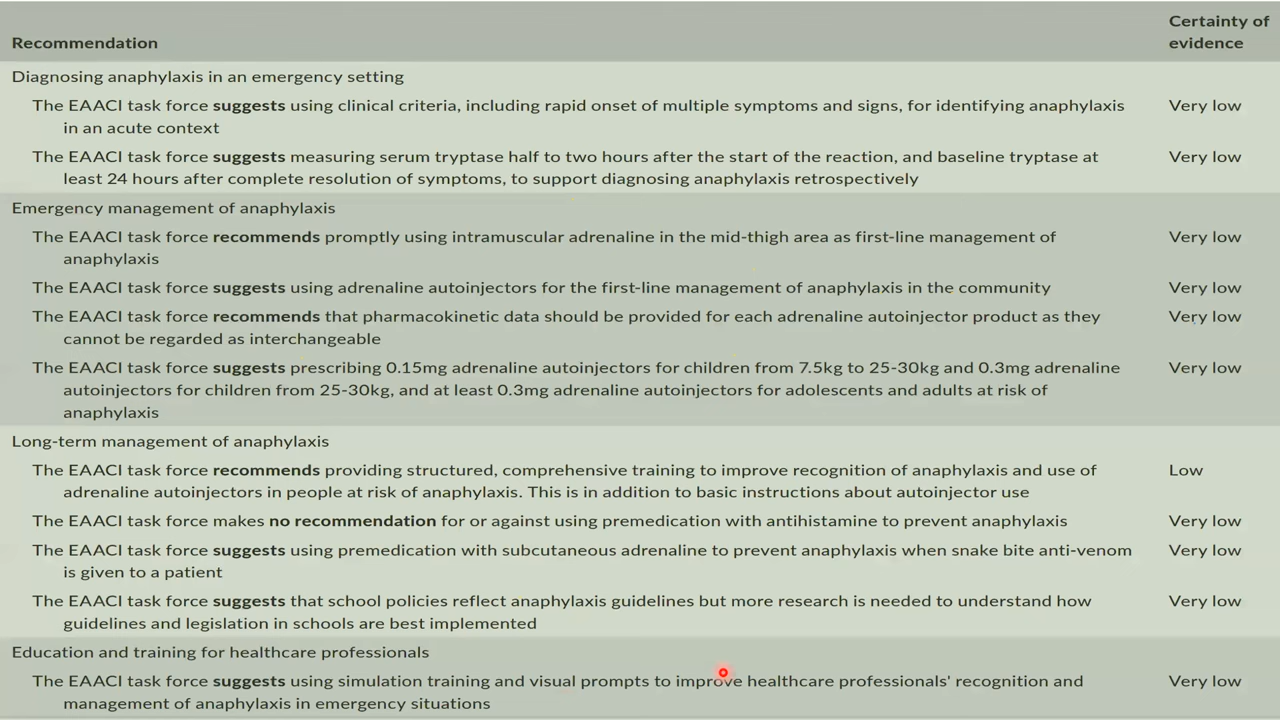 Recommendation
Certainty of
evidence
Diagnosing anaphylaxis in an emergency setting
The EAACI task force suggests using clinical criteria, including rapid onset of multiple symptoms and signs, for identifying anaphylaxis
in an acute context
Very low
The EAACI task force suggests measuring serum tryptase half to two hours after the start of the reaction, and baseline tryptase at
least 24 hours after complete resolution of symptoms, to support diagnosing anaphylaxis retrospectively
Very low
Emergency management of anaphylaxis
The EAACI task force recommends promptly using intramuscular adrenaline in the mid-thigh area as first-line management of
anaphylaxis
Very low
The EAACI task force suggests using adrenaline autoinjectors for the first-line management of anaphylaxis in the community
Very low
The EAACI task force recommends that pharmacokinetic data should be provided for each adrenaline autoinjector product as they
cannot be regarded as interchangeable
Very low
The EAACI task force suggests prescribing 0.15mg adrenaline autoinjectors for children from 7.5kg to 25-30kg and 0.3mg adrenaline
autoinjectors for children from 25-30kg, and at least 0.3mg adrenaline autoinjectors for adolescents and adults at risk of
anaphylaxis
Very low
Long-term management of anaphylaxis
The EAACI task force recommends providing structured, comprehensive training to improve recognition of anaphylaxis and use of
adrenaline autoinjectors in people at risk of anaphylaxis. This is in addition to basic instructions about autoinjector use
Low
The EAACI task force makes no recommendation for or against using premedication with antihistamine to prevent anaphylaxis
Very low
The EAACI task force suggests using premedication with subcutaneous adrenaline to prevent anaphylaxis when snake bite anti-venom
is given to a patient
Very low
The EAACI task force suggests that school policies reflect anaphylaxis guidelines but more research is needed to understand how
guidelines and legislation in schools are best implemented
Very low
Education and training for healthcare professionals
The EAACI task force suggests using simulation training and visual prompts to improve healthcare professionals' recognition and
management of anaphylaxis in emergency situations
Very low